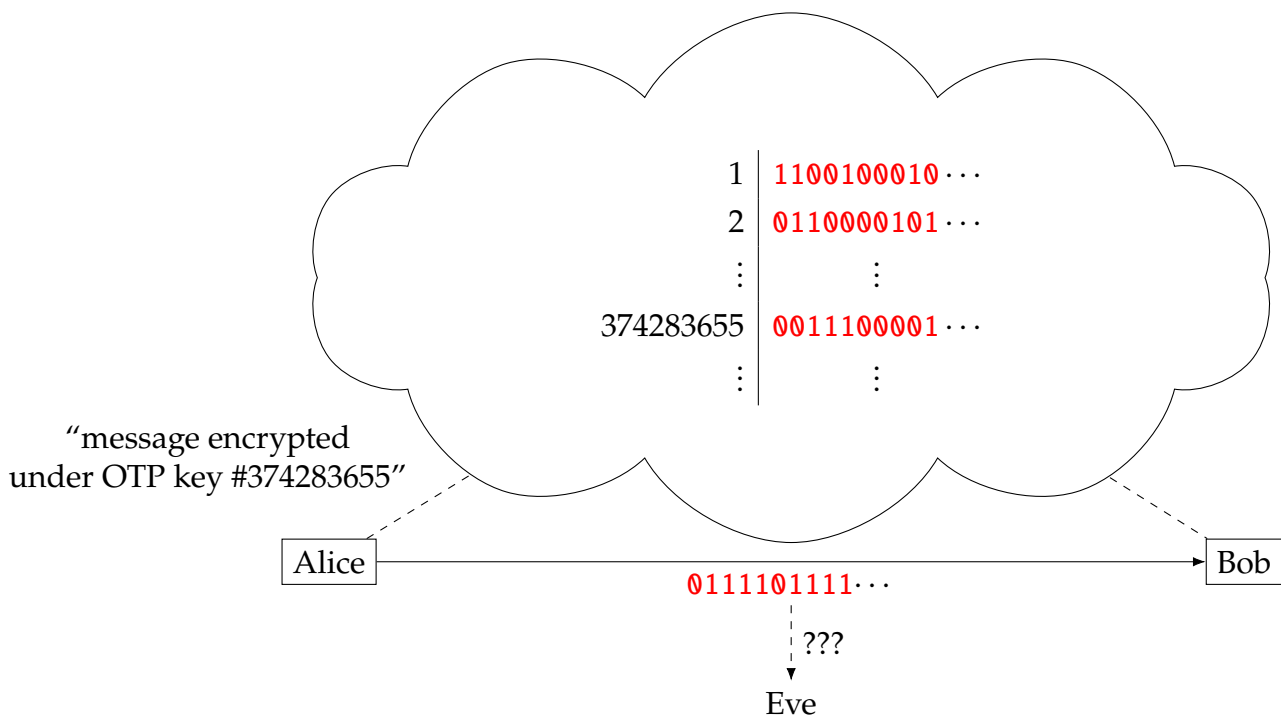 1 1100100010···
2 0110000101···
⋮ ⋮
374283655 0011100001···
⋮ ⋮
“message encrypted
under OTP key #374283655”
Alice
Bob
0111101111···
???
Eve